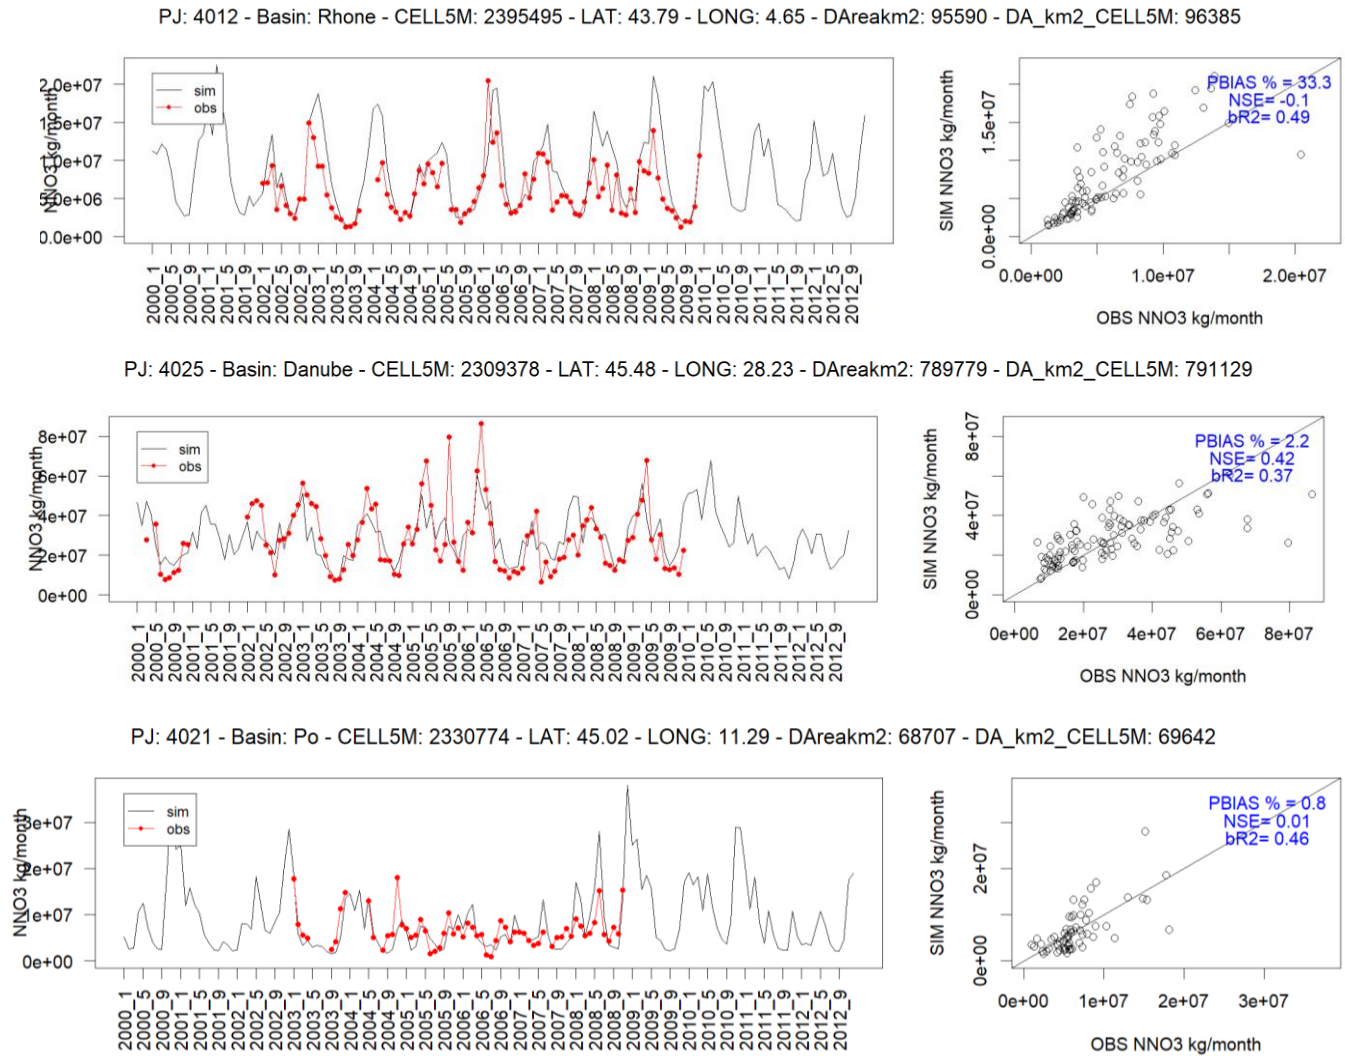 PJ: 4012 - Basin: Rhone - CELL5M: 2395495 - LAT: 43.79 - LONG: 4.65 - DAreakm2: 95590 - DA_km2_CELL5M: 96385
NNO3 kg/month
2.0e+07
1.5e+07
1.0e+07
5.0e+06
0.0e+00
sim
obs
2000_1 2000_5 2000_9 2001_1 2001_5 2001_9 2002_1 2002_5 2002_9 2003_1 2003_5 2003_9 2004_1 2004_5 2004_9 2005_1 2005_5 2005_9 2006_1 2006_5 2006_9 2007_1 2007_5 2007_9 2008_1 2008_5 2008_9 2009_1 2009_5 2009_9 2010_1 2010_5 2010_9 2011_1 2011_5 2011_9 2012_1 2012_5 2012_9
SIM NNO3 kg/month
1.5e+07
0.0e+00
PBIAS % = 33.3
NSE= -0.1
bR2= 0.49
0.0e+00 1.0e+07 2.0e+07
OBS NNO3 kg/month
PJ: 4025 - Basin: Danube - CELL5M: 2309378 - LAT: 45.48 - LONG: 28.23 - DAreakm2: 789779 - DA_km2_CELL5M: 791129
NNO3 kg/month
8e+07
6e+07
4e+07
2e+07
0e+00
sim
obs
2000_1 2000_5 2000_9 2001_1 2001_5 2001_9 2002_1 2002_5 2002_9 2003_1 2003_5 2003_9 2004_1 2004_5 2004_9 2005_1 2005_5 2005_9 2006_1 2006_5 2006_9 2007_1 2007_5 2007_9 2008_1 2008_5 2008_9 2009_1 2009_5 2009_9 2010_1 2010_5 2010_9 2011_1 2011_5 2011_9 2012_1 2012_5 2012_9
SIM NNO3 kg/month
8e+07
4e+07
0e+00
PBIAS % = 2.2
NSE= 0.42
bR2= 0.37
0e+00 2e+07 4e+07 6e+07 8e+07
OBS NNO3 kg/month
PJ: 4021 - Basin: Po - CELL5M: 2330774 - LAT: 45.02 - LONG: 11.29 - DAreakm2: 68707 - DA_km2_CELL5M: 69642
NNO3 kg/month
3e+07
2e+07
1e+07
0e+00
sim
obs
2000_1 2000_5 2000_9 2001_1 2001_5 2001_9 2002_1 2002_5 2002_9 2003_1 2003_5 2003_9 2004_1 2004_5 2004_9 2005_1 2005_5 2005_9 2006_1 2006_5 2006_9 2007_1 2007_5 2007_9 2008_1 2008_5 2008_9 2009_1 2009_5 2009_9 2010_1 2010_5 2010_9 2011_1 2011_5 2011_9 2012_1 2012_5 2012_9
SIM NNO3 kg/month
2e+07
0e+00
PBIAS % = 0.8
NSE= 0.01
bR2= 0.46
0e+00 1e+07 2e+07 3e+07
OBS NNO3 kg/month